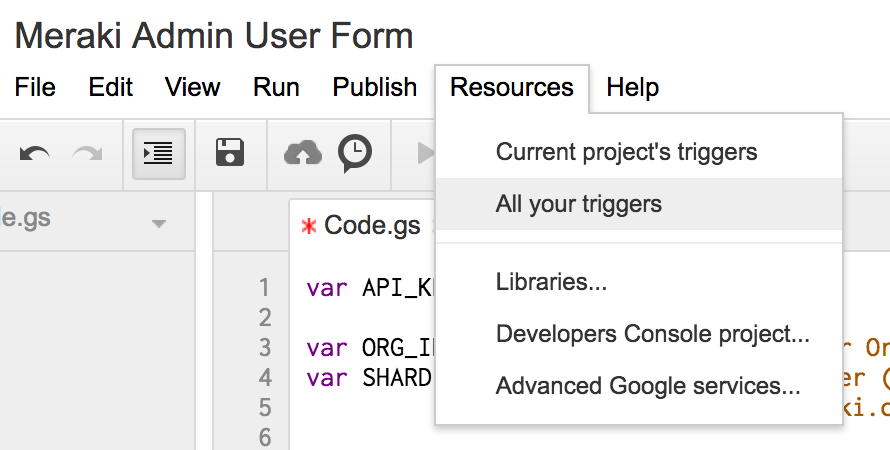 Meraki Admin User Form
File Edit View Run Publish Resources Help
Current project's triggers
All your triggers
Libraries...
Developers Console project...
Advanced Google services...
e.gs
* Code.gs
1 var API_K
2
3 var ORG_I r Or
4 var SHARD er (
5 ki.c
6